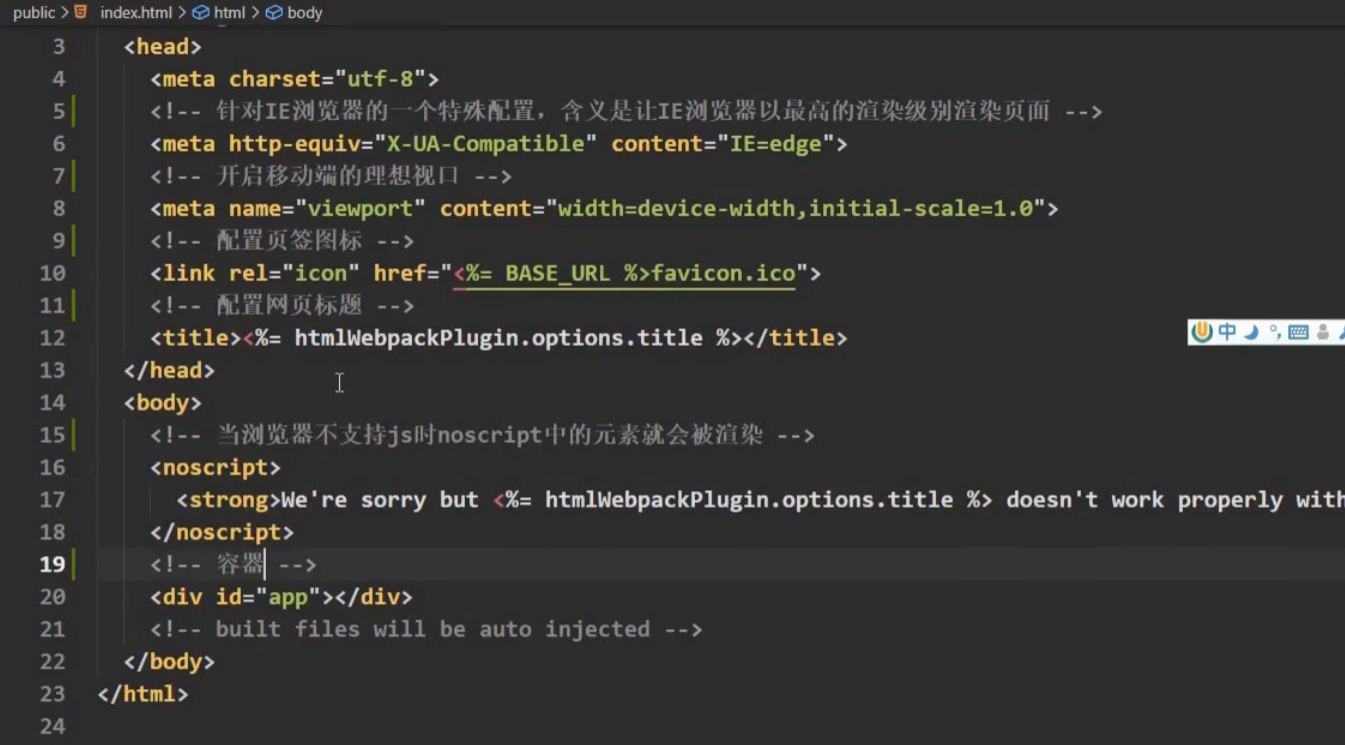 public > index.html > html > body
3 <head>
4 <meta charset="utf-8">
5 <!-- 针对IE浏览器的一个特殊配置，含义是让IE浏览器以最高的渲染级别渲染页面 -->
6 <meta http-equiv="X-UA-Compatible" content="IE=edge">
7 <!-- 开启移动端的理想视口 -->
8 <meta name="viewport" content="width=device-width,initial-scale=1.0">
9 <!-- 配置页签图标 -->
10 <link rel="icon" href="<%= BASE_URL %>favicon.ico">
11 <!-- 配置网页标题 -->
12 <title><%= htmlWebpackPlugin.options.title %></title>
中
13 </head>
14 <body>
15 <!-- 当浏览器不支持js时noscript中的元素就会被渲染 -->
16 <noscript>
17 <strong>We're sorry but <%= htmlWebpackPlugin.options.title %> doesn't work properly with
18 </noscript>
19 <!-- 容器 -->
20 <div id="app"></div>
21 <!-- built files will be auto injected -->
22 </body>
23 </html>
24